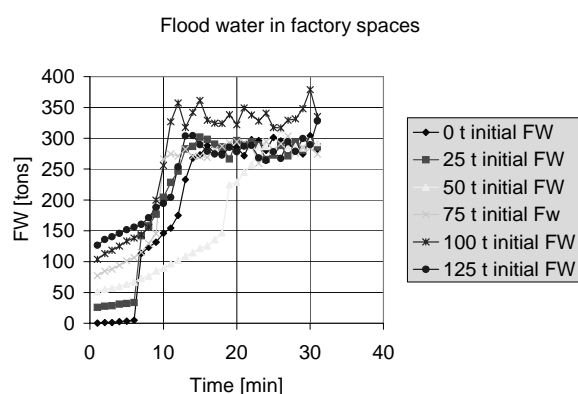 Flood water in factory spaces
FW [tons]
400
350
300
250
200
150
100
50
0
0 10 20 30 40
Time [min]
0 t initial FW
25 t initial FW
50 t initial FW
75 t initial Fw
100 t initial FW
125 t initial FW